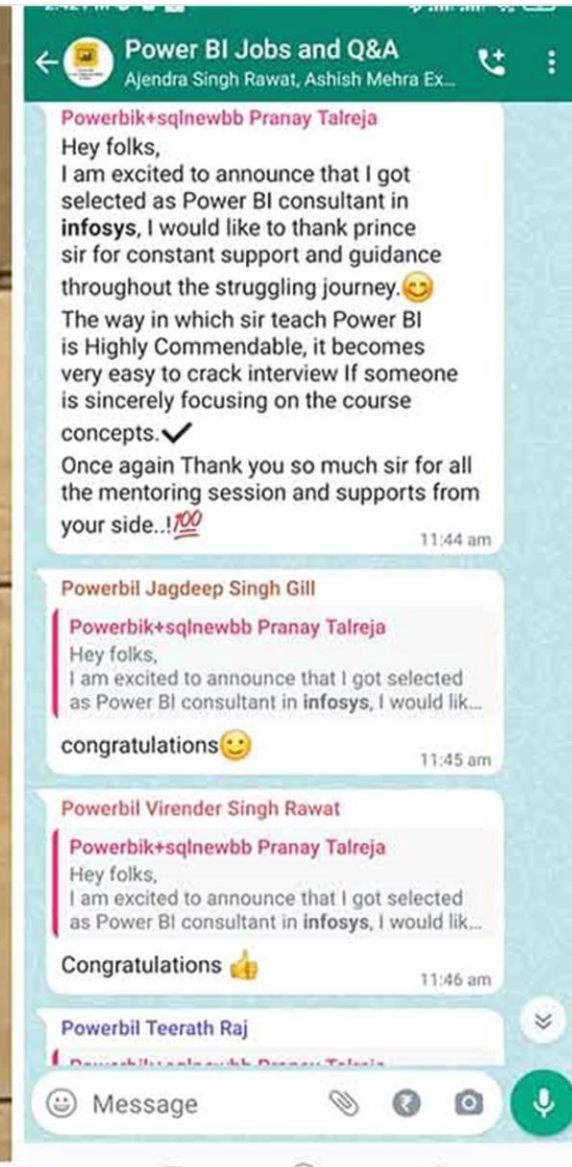 Power BI Jobs and Q&A
Ajendra Singh Rawat, Ashish Mehra Ex...
Powerbik+sqlnewbb Pranay Talreja
Hey folks,
I am excited to announce that I got
selected as Power BI consultant in
infosys, I would like to thank prince
sir for constant support and guidance
throughout the struggling journey.😊
The way in which sir teach Power BI
is Highly Commendable, it becomes
very easy to crack interview If someone
is sincerely focusing on the course
concepts.✔
Once again Thank you so much sir for all
the mentoring session and supports from
your side..!💯
11:44 am
Powerbil Jagdeep Singh Gill
Powerbik+sqlnewbb Pranay Talreja
Hey folks,
I am excited to announce that I got selected
as Power BI consultant in infosys, I would lik...
congratulations🙂
11:45 am
Powerbil Virender Singh Rawat
Powerbik+sqlnewbb Pranay Talreja
Hey folks,
I am excited to announce that I got selected
as Power BI consultant in infosys, I would lik...
Congratulations 👍
11:46 am
Powerbil Teerath Raj
Message